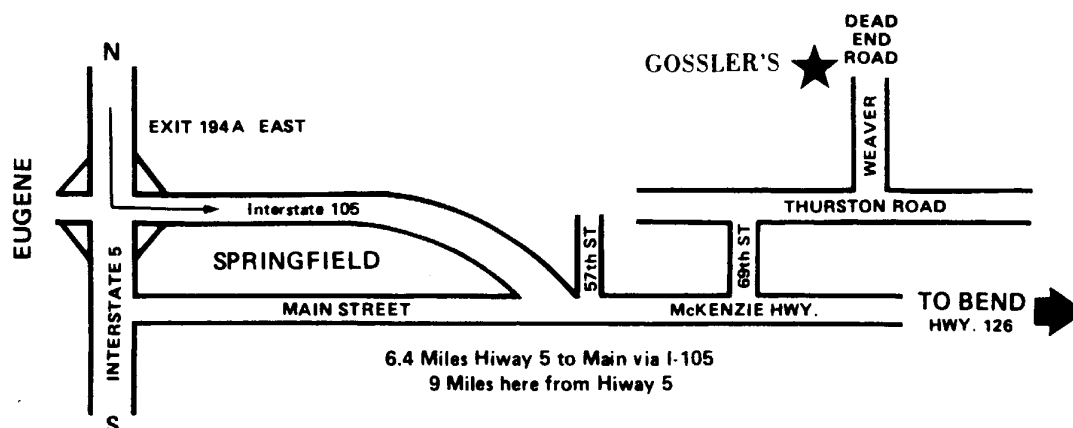 N
EXIT 194A EAST
EUGENE
Interstate 105
SPRINGFIELD
INTERSTATE 5
MAIN STREET
S
GOSSLER'S
DEAD
END
ROAD
WEAVER
THURSTON ROAD
57th ST
69th ST
McKENZIE HWY.
TO BEND
HWY. 126
6.4 Miles Hiway 5 to Main via I-105
9 Miles here from Hiway 5